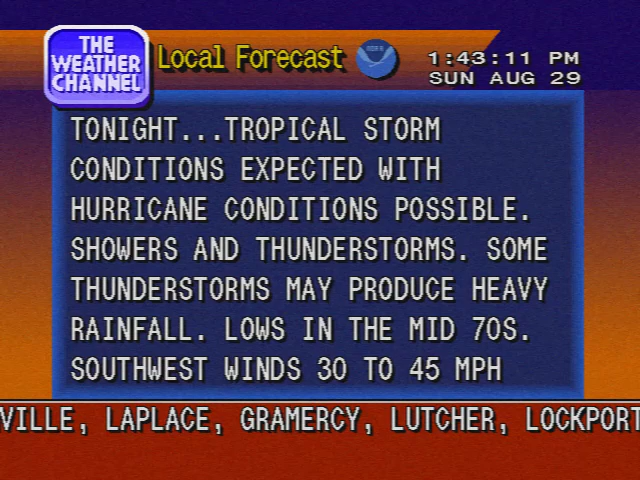 THE
WEATHER
CHANNEL
Local Forecast
NOAA
1:43:11 PM
SUN AUG 29
TONIGHT...TROPICAL STORM
CONDITIONS EXPECTED WITH
HURRICANE CONDITIONS POSSIBLE.
SHOWERS AND THUNDERSTORMS. SOME
THUNDERSTORMS MAY PRODUCE HEAVY
RAINFALL. LOWS IN THE MID 70S.
SOUTHWEST WINDS 30 TO 45 MPH
VILLE, LAPLACE, GRAMERCY, LUTCHER, LOCKPORT